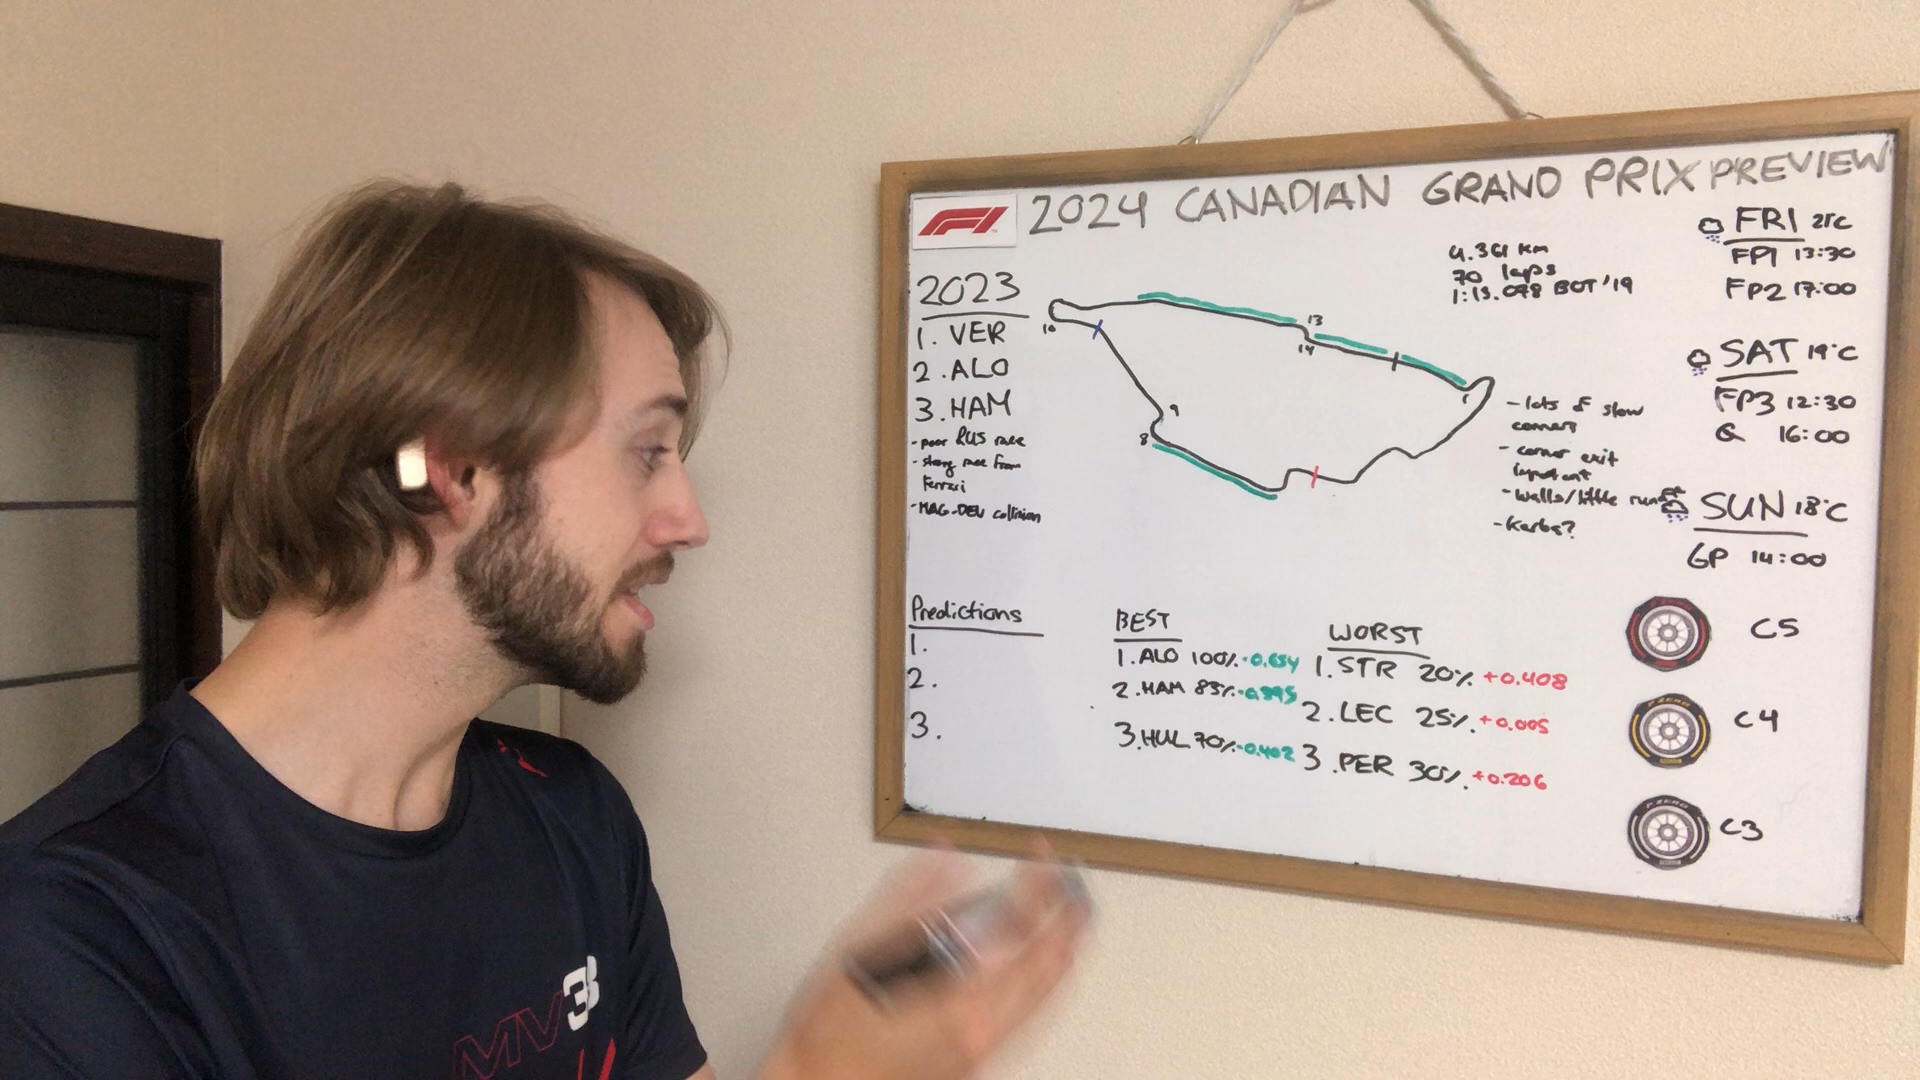 F1 2024 CANADIAN GRAND PRIX PREVIEW
2023
1. VER
2. ALO
3. HAM
- poor RUS race
- strong race from
Ferrari
- MAG-DEV collision
10
13
14
9
8
1
4.361 km
70 laps
1:13.078 BOT '19
- lots of slow
corners
- corner exit
important
- walls/little
- kerbs?
FRI 21°C
FP1 13:30
FP2 17:00
SAT 19°C
FP3 12:30
Q 16:00
SUN 18°C
GP 14:00
Predictions
1.
2.
3.
BEST
1. ALO 100% -0.654
2. HAM 83%
3. HUL 70% -0.402
WORST
1. STR 20% +0.408
2. LEC 25% +0.005
3. PER 30% +0.206
C5
C4
P ZERO
C3
MV33